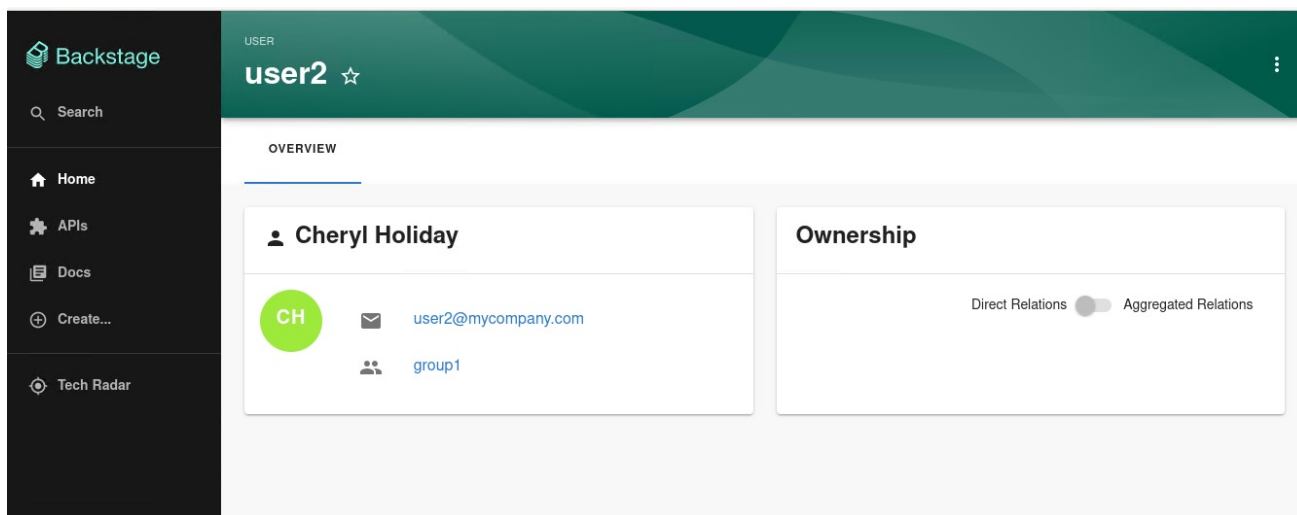 Backstage
Search
Home
APIs
Docs
Create...
Tech Radar
USER
user2
OVERVIEW
Cheryl Holiday
CH
user2@mycompany.com
group1
Ownership
Direct Relations Aggregated Relations